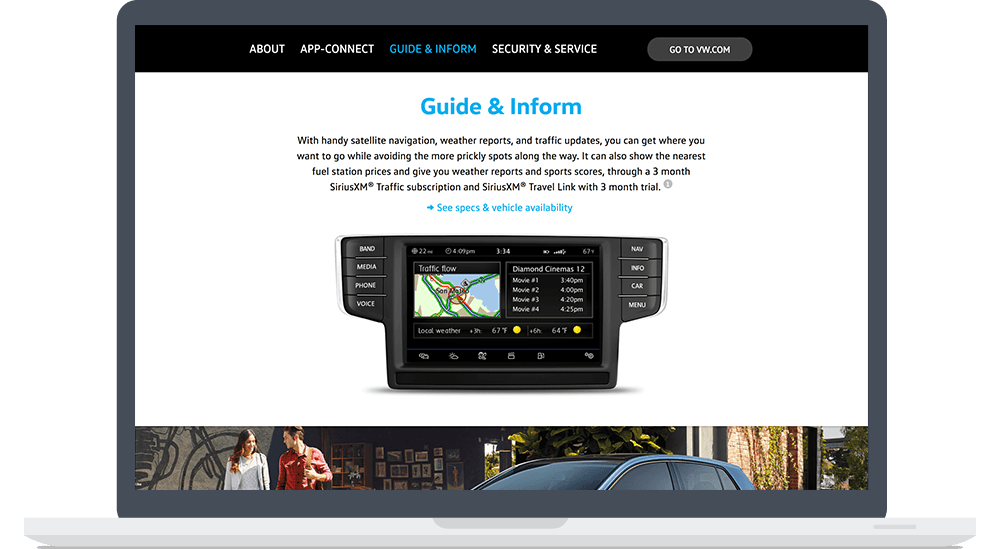 ABOUT APP-CONNECT GUIDE & INFORM SECURITY & SERVICE GO TO VW.COM
Guide & Inform
With handy satellite navigation, weather reports, and traffic updates, you can get where you
want to go while avoiding the more prickly spots along the way. It can also show the nearest
fuel station prices and give you weather reports and sports scores, through a 3 month
SiriusXM® Traffic subscription and SiriusXM® Travel Link with 3 month trial.
See specs & vehicle availability
BAND
MEDIA
PHONE
VOICE
22 mi 4:09pm 3:34 67°F
Traffic flow
San Mateo
Diamond Cinemas 12
Movie #1 3:40pm
Movie #2 4:00pm
Movie #3 4:20pm
Movie #4 4:25pm
Local weather +3h: 67°F +6h: 64°F
NAV
INFO
CAR
MENU